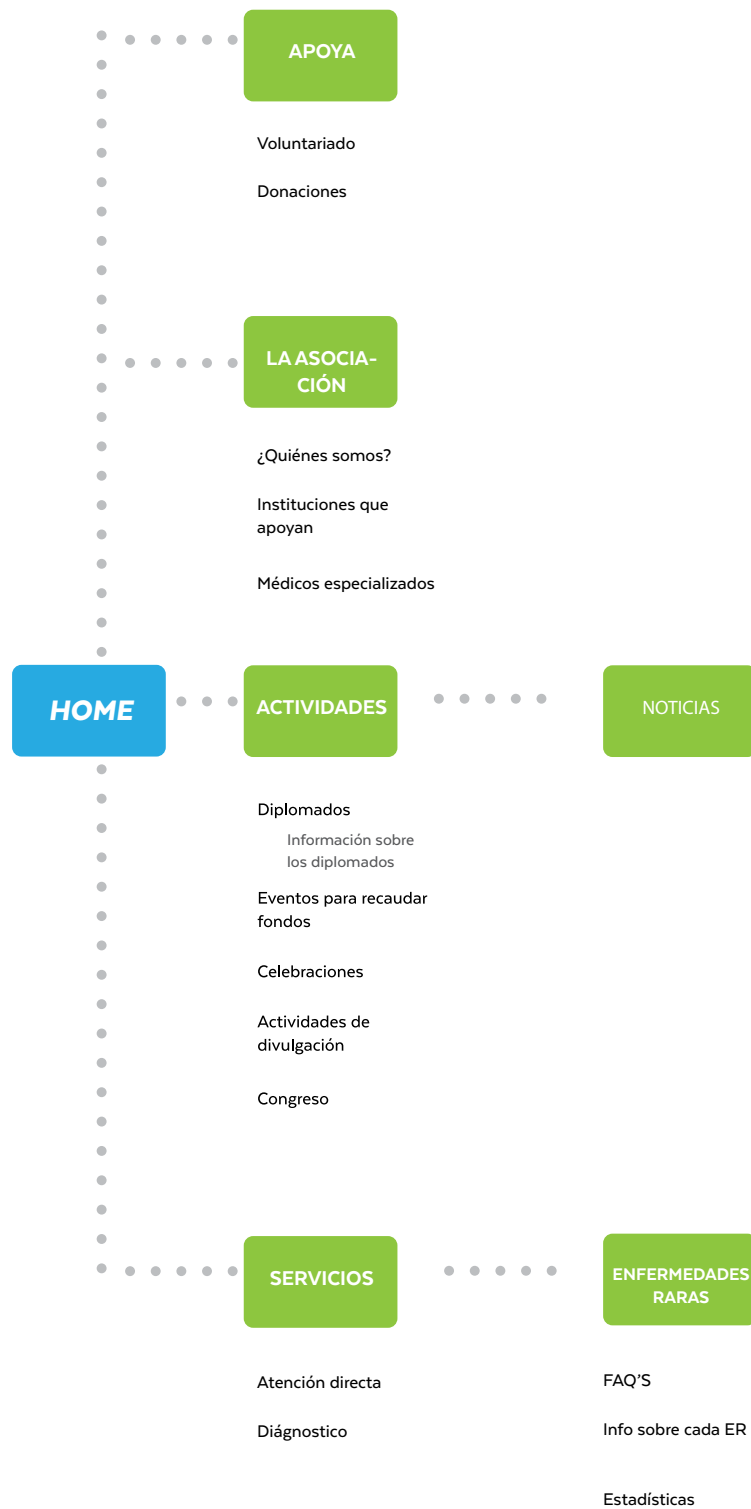 APOYA
Voluntariado
Donaciones
LA ASOCIA-
CIÓN
¿Quiénes somos?
Instituciones que
apoyan
Médicos especializados
HOME
ACTIVIDADES
NOTICIAS
Diplomados
Información sobre
los diplomados
Eventos para recaudar
fondos
Celebraciones
Actividades de
divulgación
Congreso
SERVICIOS
Atención directa
Diágnostico
ENFERMEDADES
RARAS
FAQ'S
Info sobre cada ER
Estadísticas